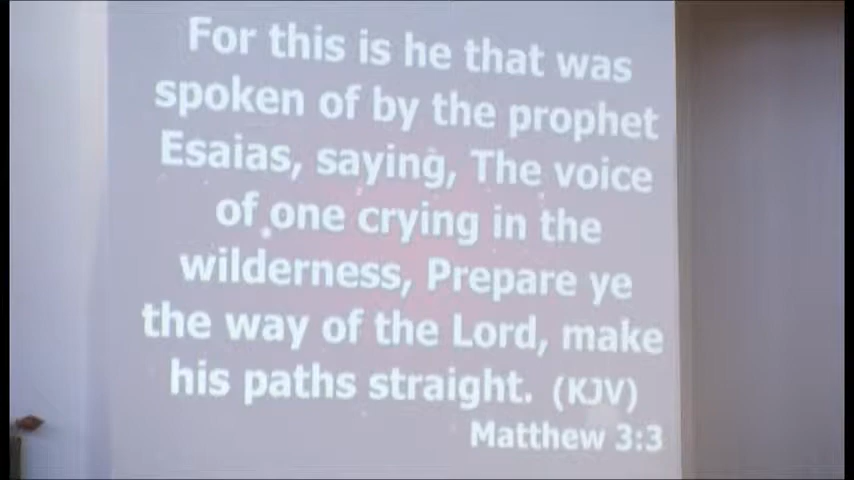 For this is he that was
spoken of by the prophet
Esaias, saying, The voice
of one crying in the
wilderness, Prepare ye
the way of the Lord, make
his paths straight. (KJV)
Matthew 3:3